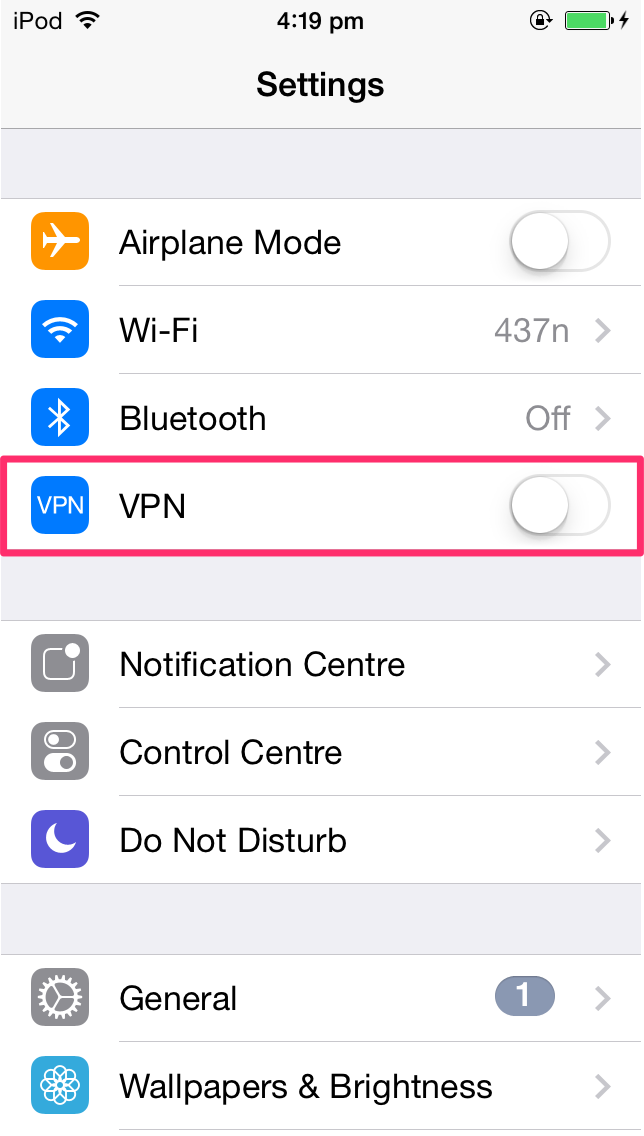 iPod 4:19 pm
Settings
Airplane Mode
Wi-Fi 437n
Bluetooth Off
VPN VPN
Notification Centre
Control Centre
Do Not Disturb
General 1
Wallpapers & Brightness